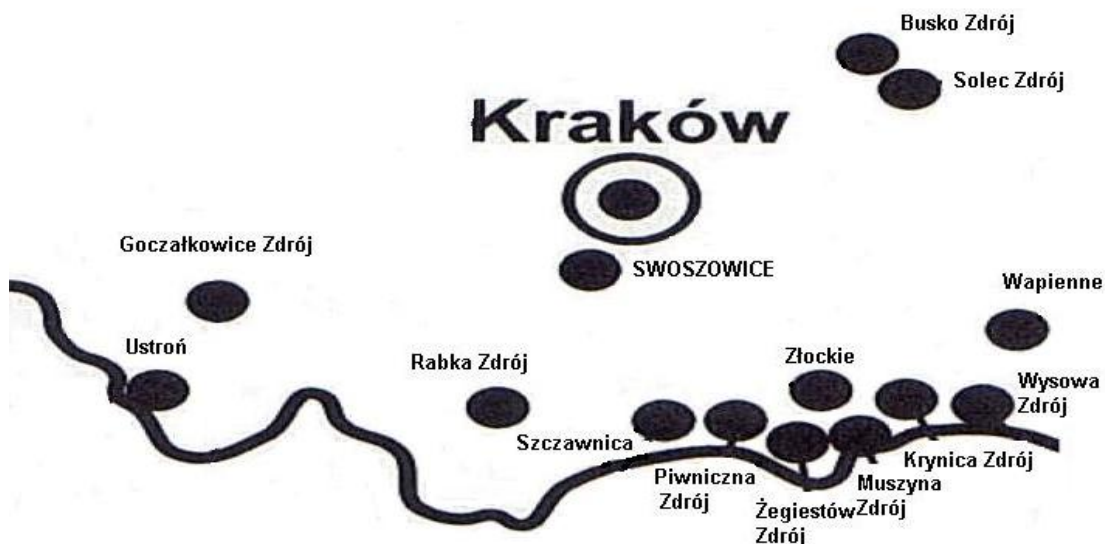 Busko Zdrój
Solec Zdrój
Kraków
Goczałkowice Zdrój
SWOSZOWICE
Wapienne
Ustroń
Rabka Zdrój
Złockie
Wysowa
Zdrój
Szczawnica
Piwniczna
Zdrój
Krynica Zdrój
Muszyna
Zdrój
Żegiestów
Zdrój